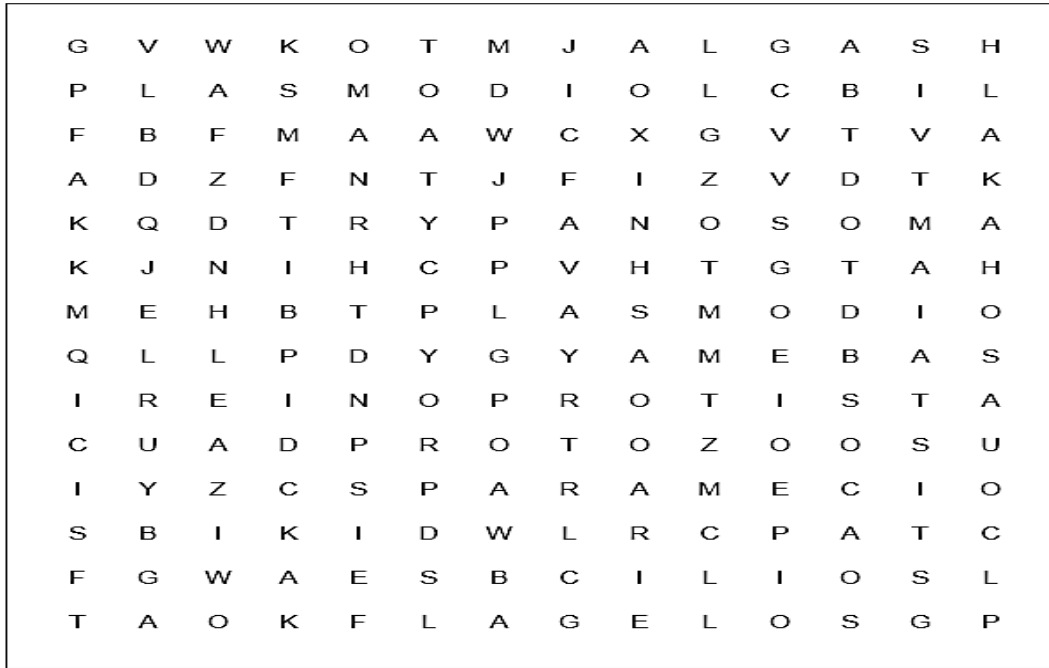 G V W K O T M J A L G A S H
P L A S M O D I O L C B I L
F B F M A A W C X G V T V A
A D Z F N T J F I Z V D T K
K Q D T R Y P A N O S O M A
K J N I H C P V H T G T A H
M E H B T P L A S M O D I O
Q L L P D Y G Y A M E B A S
I R E I N O P R O T I S T A
C U A D P R O T O Z O O S U
I Y Z C S P A R A M E C I O
S B I K I D W L R C P A T C
F G W A E S B C I L I O S L
T A O K F L A G E L O S G P